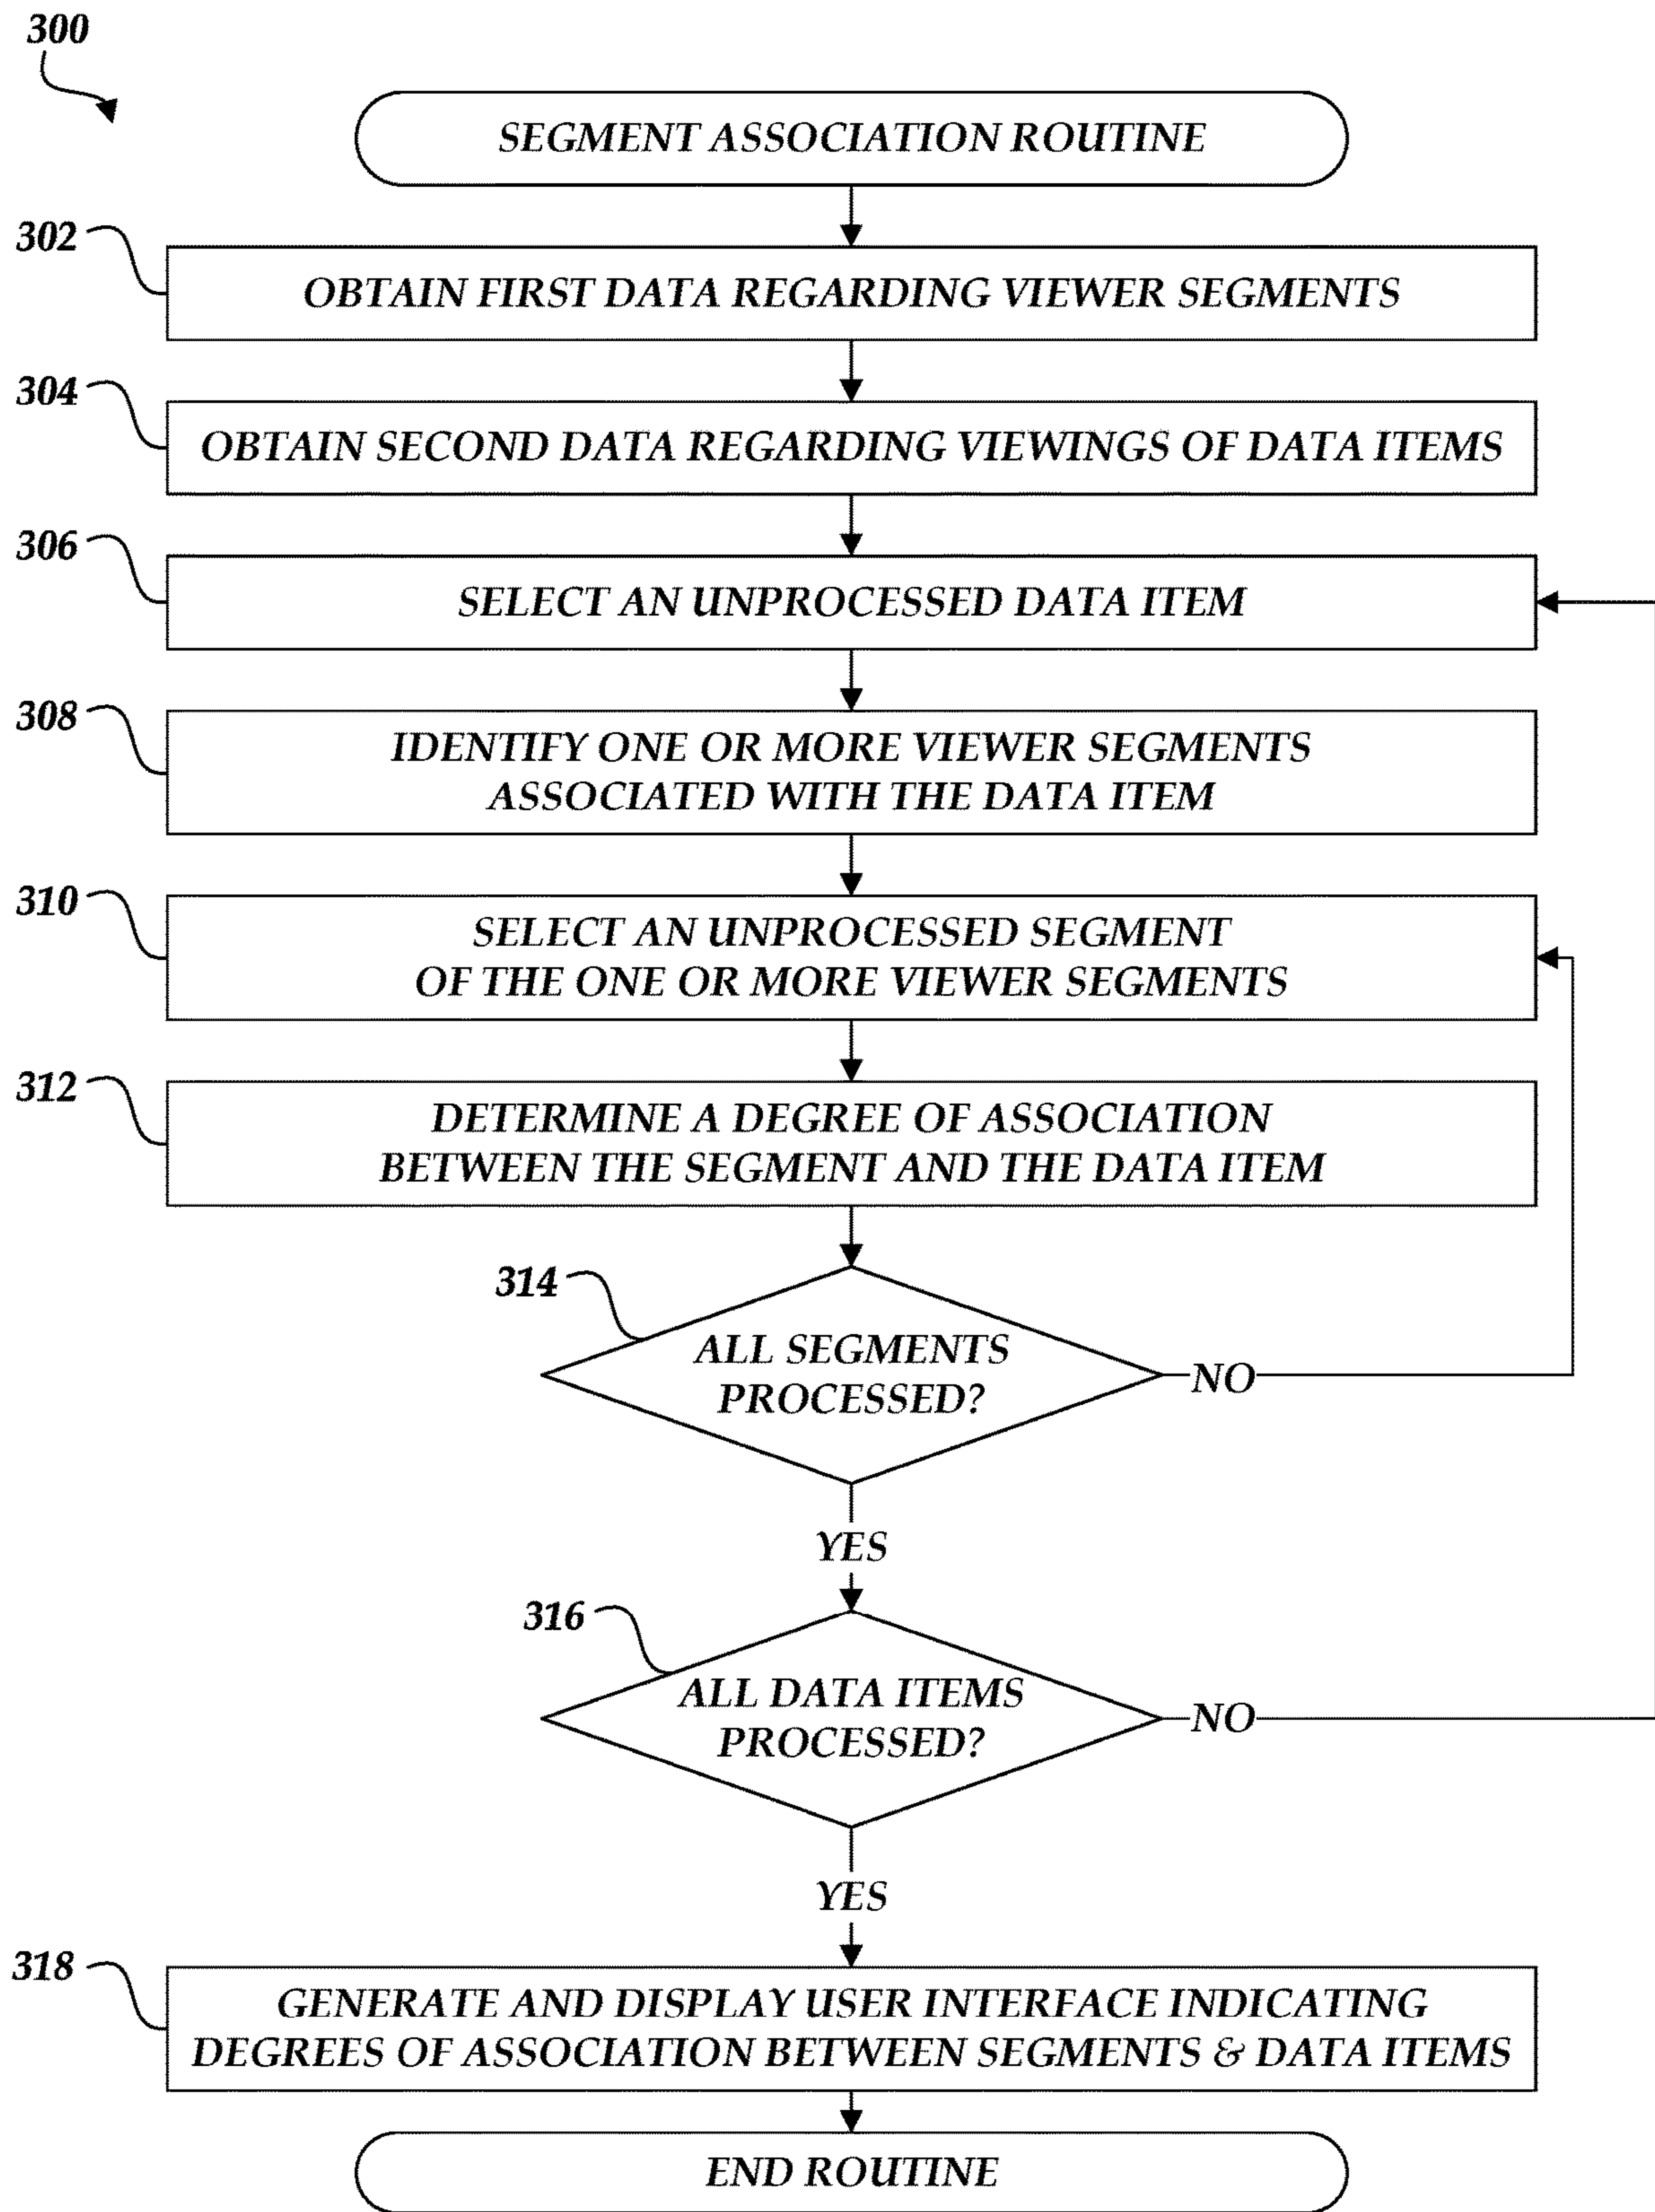 300
SEGMENT ASSOCIATION ROUTINE
302
OBTAIN FIRST DATA REGARDING VIEWER SEGMENTS
304
OBTAIN SECOND DATA REGARDING VIEWINGS OF DATA ITEMS
306
SELECT AN UNPROCESSED DATA ITEM
308
IDENTIFY ONE OR MORE VIEWER SEGMENTS
ASSOCIATED WITH THE DATA ITEM
310
SELECT AN UNPROCESSED SEGMENT
OF THE ONE OR MORE VIEWER SEGMENTS
312
DETERMINE A DEGREE OF ASSOCIATION
BETWEEN THE SEGMENT AND THE DATA ITEM
314
ALL SEGMENTS
PROCESSED?
NO
YES
316
ALL DATA ITEMS
PROCESSED?
NO
YES
318
GENERATE AND DISPLAY USER INTERFACE INDICATING
DEGREES OF ASSOCIATION BETWEEN SEGMENTS & DATA ITEMS
END ROUTINE